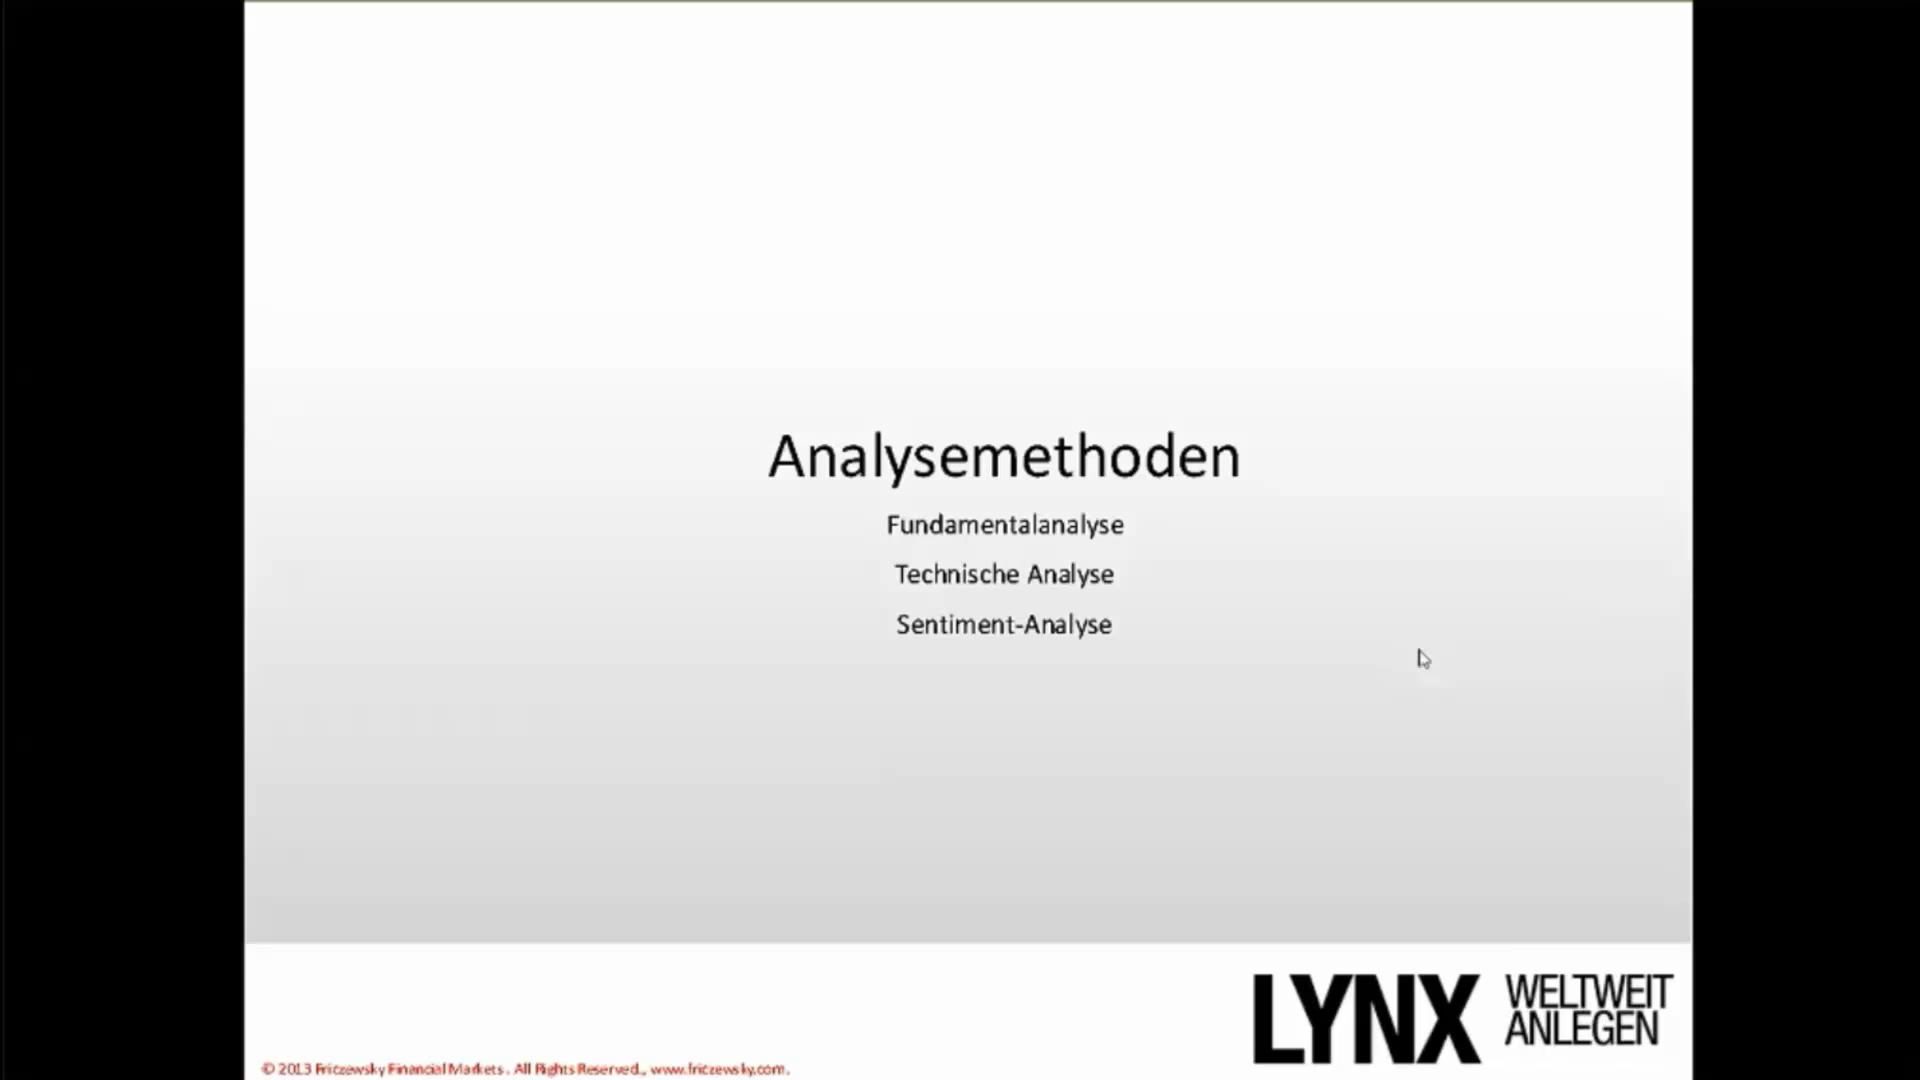 Analysemethoden
Fundamentalanalyse
Technische Analyse
Sentiment-Analyse
LYNX
WELTWEIT
ANLEGEN
© 2013 Friczewsky Financial Markets . All Rights Reserved., www.friczewsky.com.